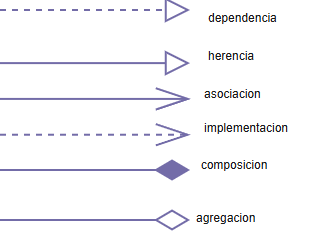 dependencia
herencia
asociacion
implementacion
composicion
agregacion